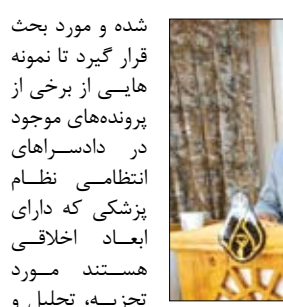 شده و مورد بحث
قرار گیرد تا نمونه
هایی از برخی از
پرونده‌های موجود
در دادسراهای
انتظامی نظام
پزشکی که دارای
ابعاد اخلاقی
هستند مورد
تجزیه، تحلیل و